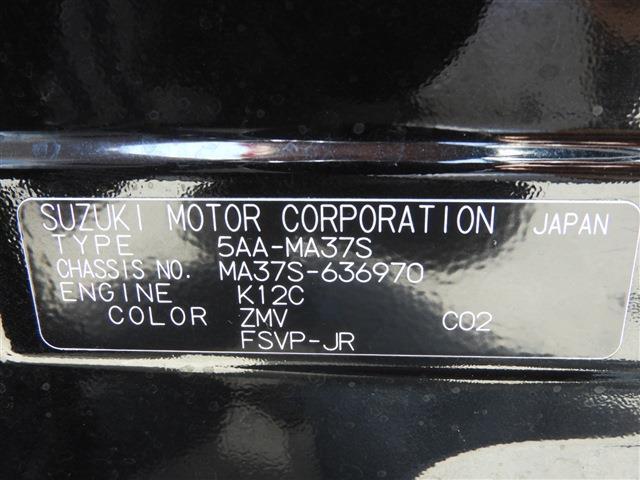 SUZUKI MOTOR CORPORATION JAPAN
TYPE 5AA-MA37S
CHASSIS NO. MA37S-636970
ENGINE K12C
COLOR ZMV C02
FSVP-JR